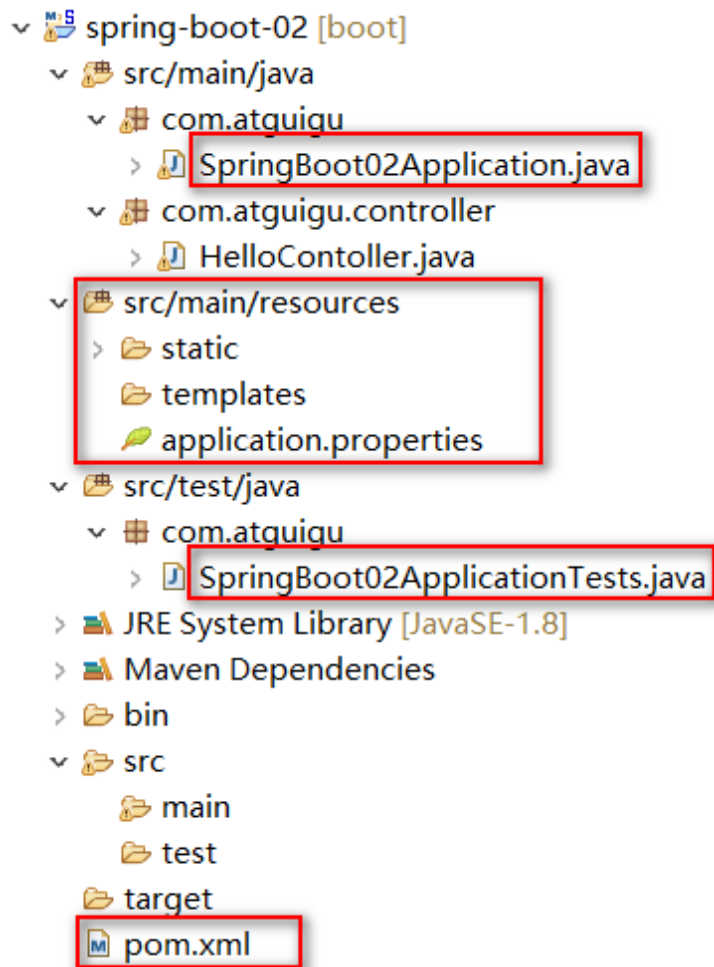 spring-boot-02 [boot]
src/main/java
com.atguigu
SpringBoot02Application.java
com.atguigu.controller
HelloContoller.java
src/main/resources
static
templates
application.properties
src/test/java
com.atguigu
SpringBoot02ApplicationTests.java
JRE System Library [JavaSE-1.8]
Maven Dependencies
bin
src
main
test
target
pom.xml